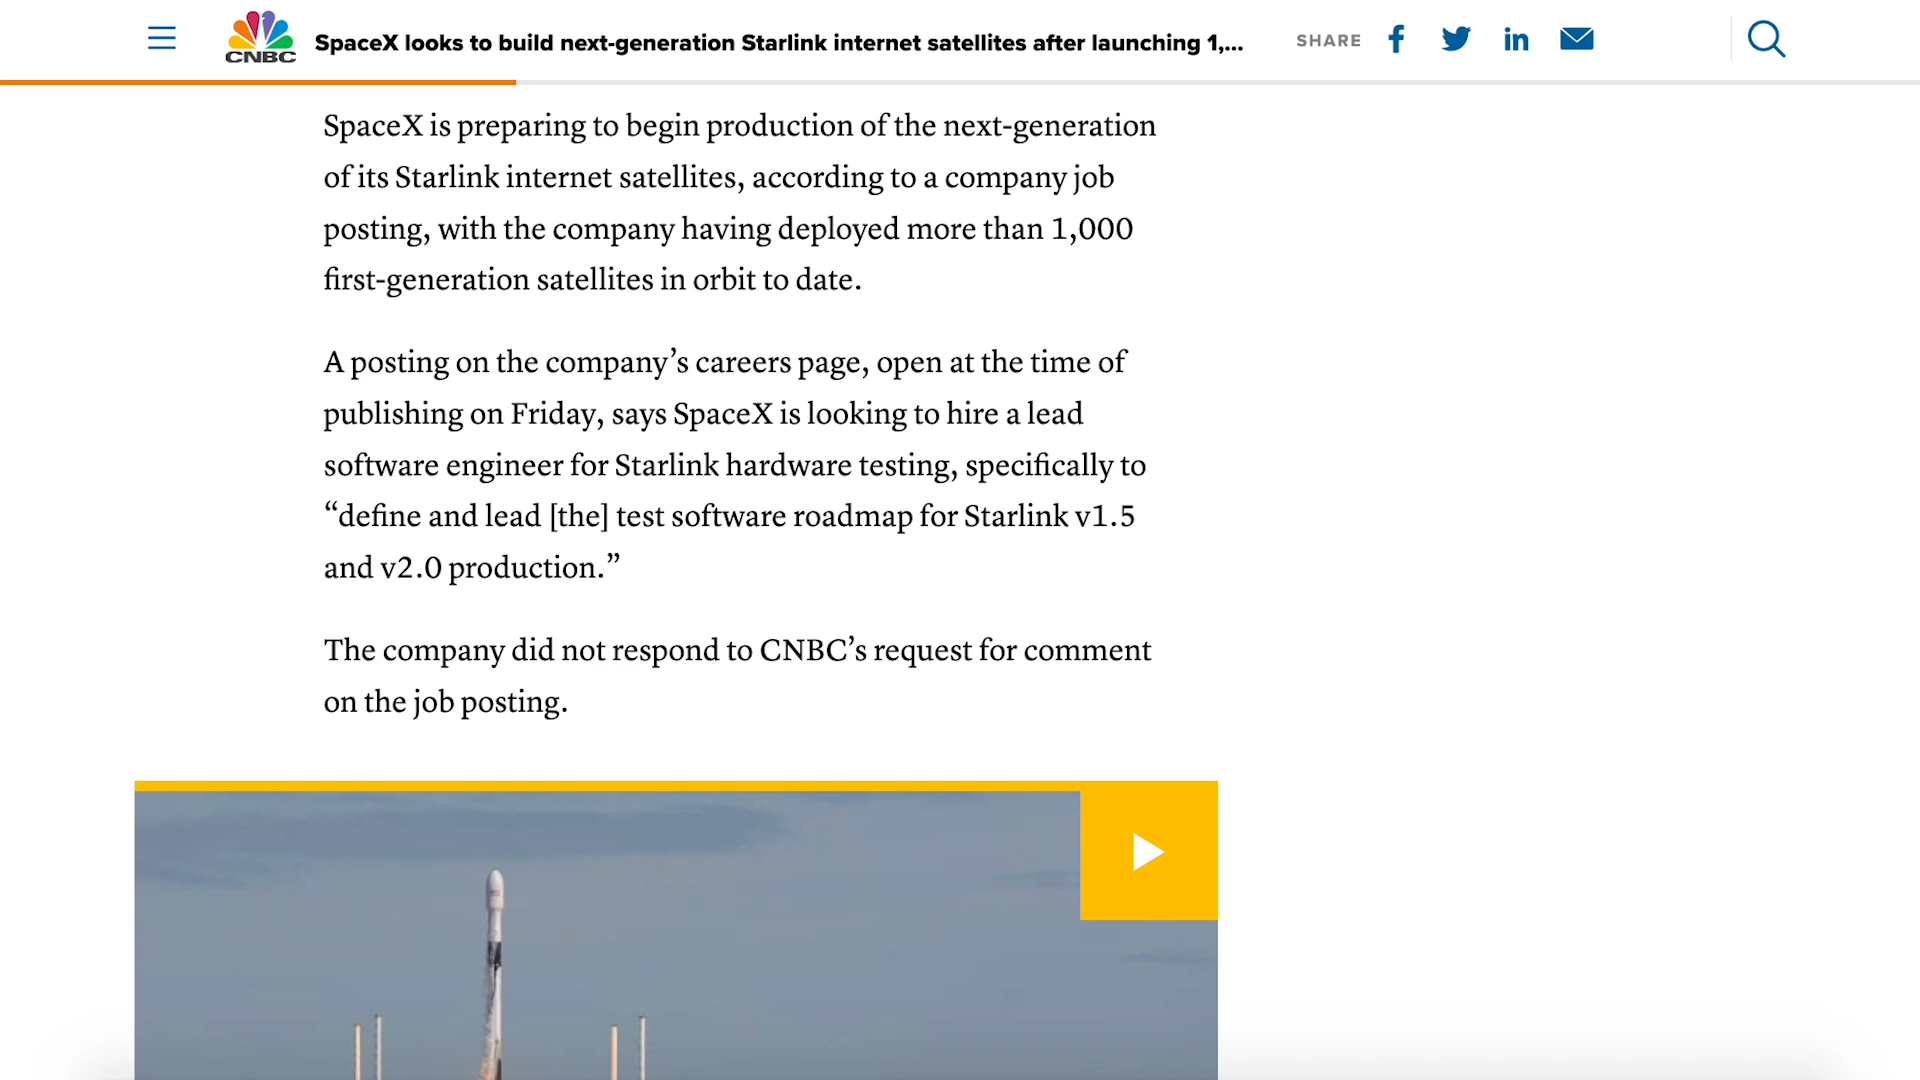 CNBC
SpaceX looks to build next-generation Starlink internet satellites after launching 1,...
SHARE
SpaceX is preparing to begin production of the next-generation
of its Starlink internet satellites, according to a company job
posting, with the company having deployed more than 1,000
first-generation satellites in orbit to date.
A posting on the company’s careers page, open at the time of
publishing on Friday, says SpaceX is looking to hire a lead
software engineer for Starlink hardware testing, specifically to
“define and lead [the] test software roadmap for Starlink v1.5
and v2.0 production.”
The company did not respond to CNBC’s request for comment
on the job posting.